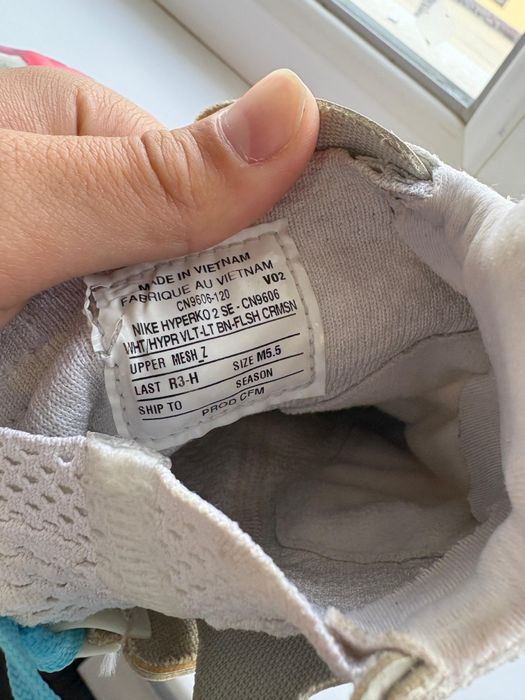 MADE IN VIETNAM
FABRIQUE AU VIETNAM
CN9606-120 V02
NIKE HYPERKO 2 SE - CN9606
WHT/HYPR VLT-LT BN-FLSH CRMSN
UPPER MESH_Z
LAST R3-H SIZE M5.5
SHIP TO SEASON
PROD CFM